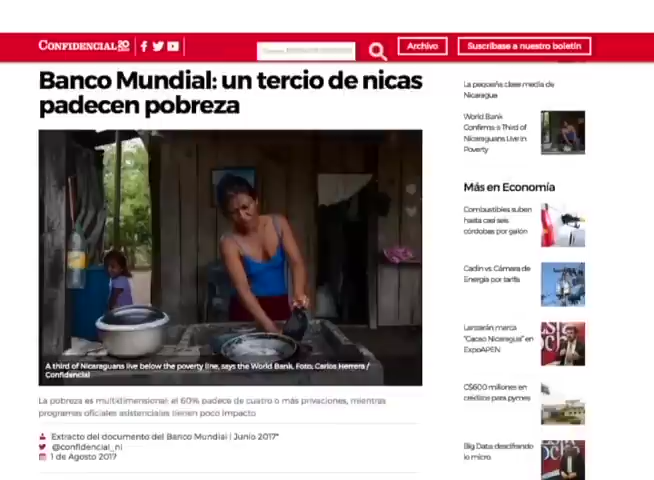 CONFIDENCIAL 20
Archivo
Suscríbase a nuestro boletín
Banco Mundial: un tercio de nicas
padecen pobreza
A third of Nicaraguans live below the poverty line, says the World Bank. Foto: Carlos Herrera /
Confidencial
La pobreza es multidimensional: el 60% padece de cuatro o más privaciones, mientras
programas oficiales asistenciales tienen poco impacto
Extracto del documento del Banco Mundial | Junio 2017*
@confidencial_ni
1 de Agosto 2017
La pequeña clase media de
Nicaragua
World Bank
Confirms a Third of
Nicaraguans Live in
Poverty
Más en Economía
Combustibles suben
hasta casi seis
córdobas por galón
Cadin vs. Cámara de
Energía por tarifa
Lanzarán marca
"Cacao Nicaragua" en
ExpoAPEN
C$600 millones en
créditos para pymes
Big Data: descifrando
lo micro